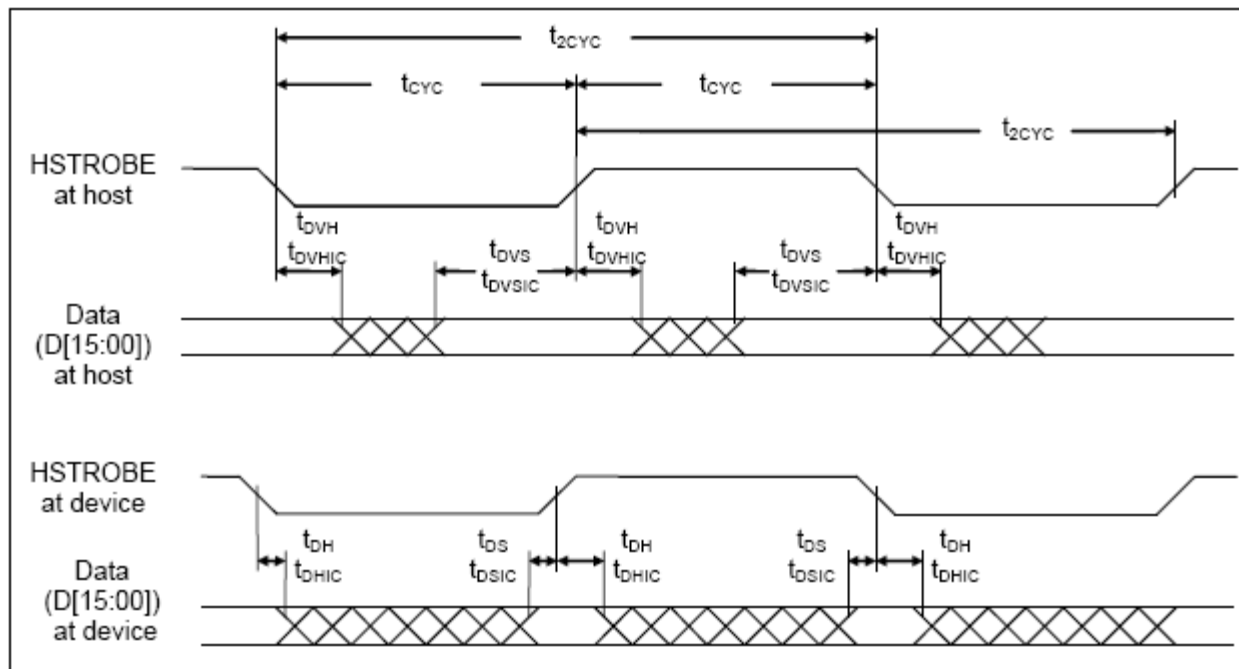 t2CYC
tCYC tCYC
t2CYC
HSTROBE
at host
tDVH tDVH tDVH
tDVHIC tDVS tDVHIC tDVS tDVHIC
tDVSIC tDVSIC
Data
(D[15:00])
at host
HSTROBE
at device
tDH tDS tDH tDS tDH
tDHIC tDSIC tDHIC tDSIC tDHIC
Data
(D[15:00])
at device